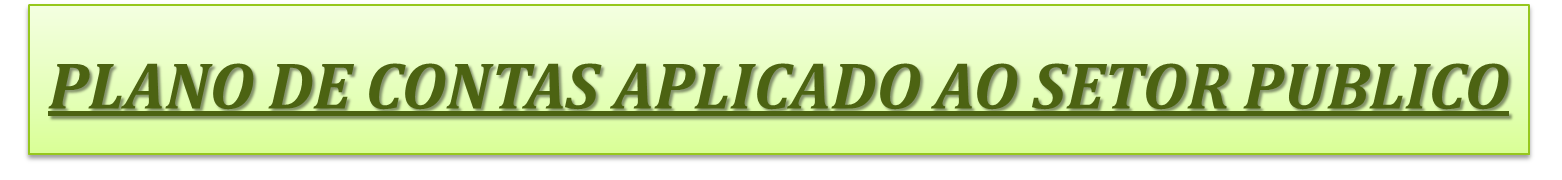 PLANO DE CONTAS APLICADO AO SETOR PUBLICO